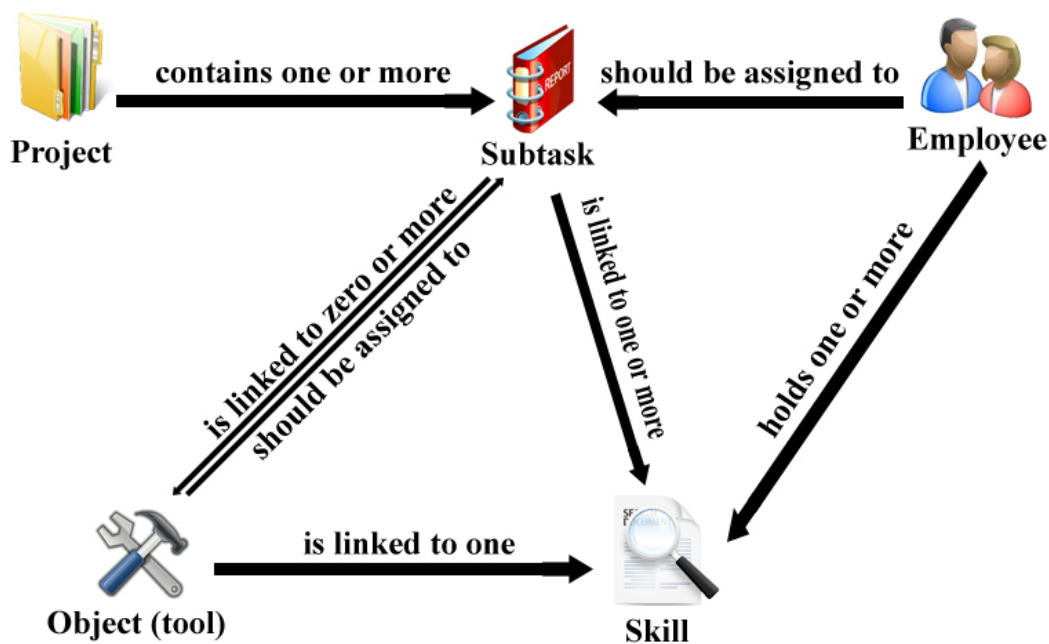 contains one or more
should be assigned to
REPORT
Project
Subtask
Employee
is linked to zero or more
should be assigned to
is linked to one or more
holds one or more
is linked to one
Object (tool)
Skill